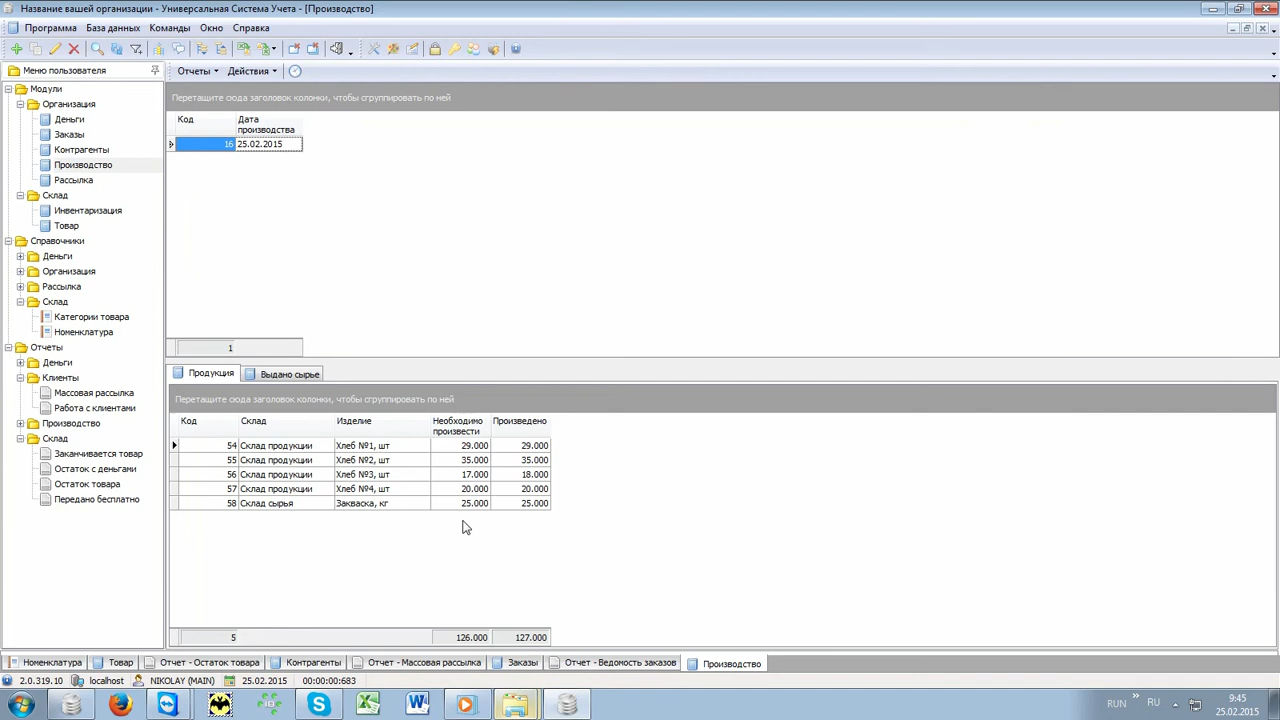 Название вашей организации - Универсальная Система Учета - [Производство]
Программа База данных Команды Окно Справка
Меню пользователя
Отчеты Действия
Модули
Организация
Деньги
Заказы
Контрагенты
Производство
Рассылка
Склад
Инвентаризация
Товар
Справочники
Деньги
Организация
Рассылка
Склад
Категории товара
Номенклатура
Отчеты
Деньги
Клиенты
Массовая рассылка
Работа с клиентами
Производство
Склад
Заканчивается товар
Остаток с деньгами
Остаток товара
Передано бесплатно
Перетащите сюда заголовок колонки, чтобы сгруппировать по ней
Код Дата производства
16 25.02.2015
1
Продукция Выдано сырье
Перетащите сюда заголовок колонки, чтобы сгруппировать по ней
Код Склад Изделие Необходимо произвести Произведено
54 Склад продукции Хлеб №1, шт 29.000 29.000
55 Склад продукции Хлеб №2, шт 35.000 35.000
56 Склад продукции Хлеб №3, шт 17.000 18.000
57 Склад продукции Хлеб №4, шт 20.000 20.000
58 Склад сырья Закваска, кг 25.000 25.000
5 126.000 127.000
Номенклатура Товар Отчет - Остаток товара Контрагенты Отчет - Массовая рассылка Заказы Отчет - Ведомость заказов Производство
2.0.319.10 localhost NIKOLAY (MAIN) 25.02.2015 00:00:00:683
RUN RU 9:45
25.02.2015